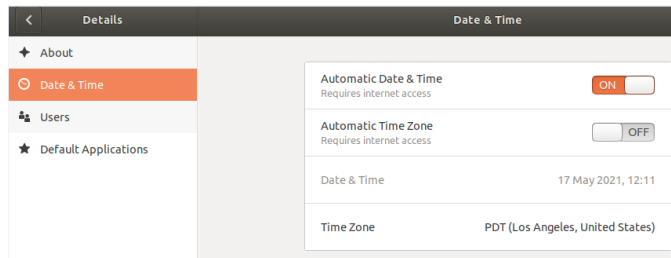 Details
Date & Time
About
Date & Time
Users
Default Applications
Automatic Date & Time
Requires internet access
ON
Automatic Time Zone
Requires internet access
OFF
Date & Time 17 May 2021, 12:11
Time Zone PDT (Los Angeles, United States)